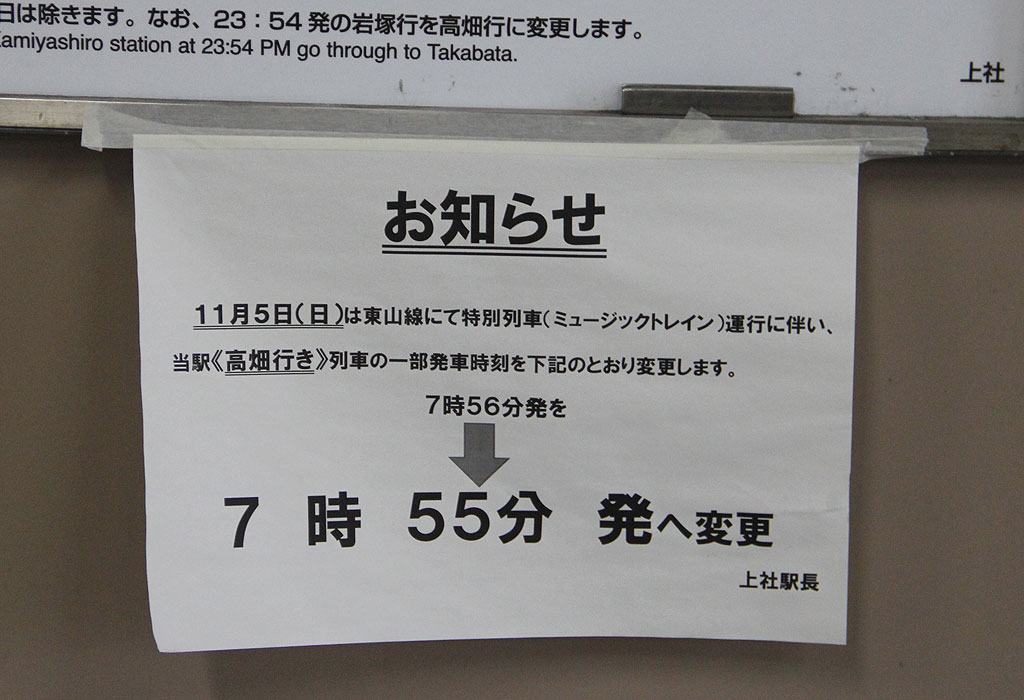 日は除きます。なお、23：54発の岩塚行を高畑行に変更します。
Kamiyashiro station at 23:54 PM go through to Takabata.
上社
お知らせ
11月5日（日）は東山線にて特別列車（ミュージックトレイン）運行に伴い、
当駅《高畑行き》列車の一部発車時刻を下記のとおり変更します。
7時56分発を
7 時 55分 発へ変更
上社駅長